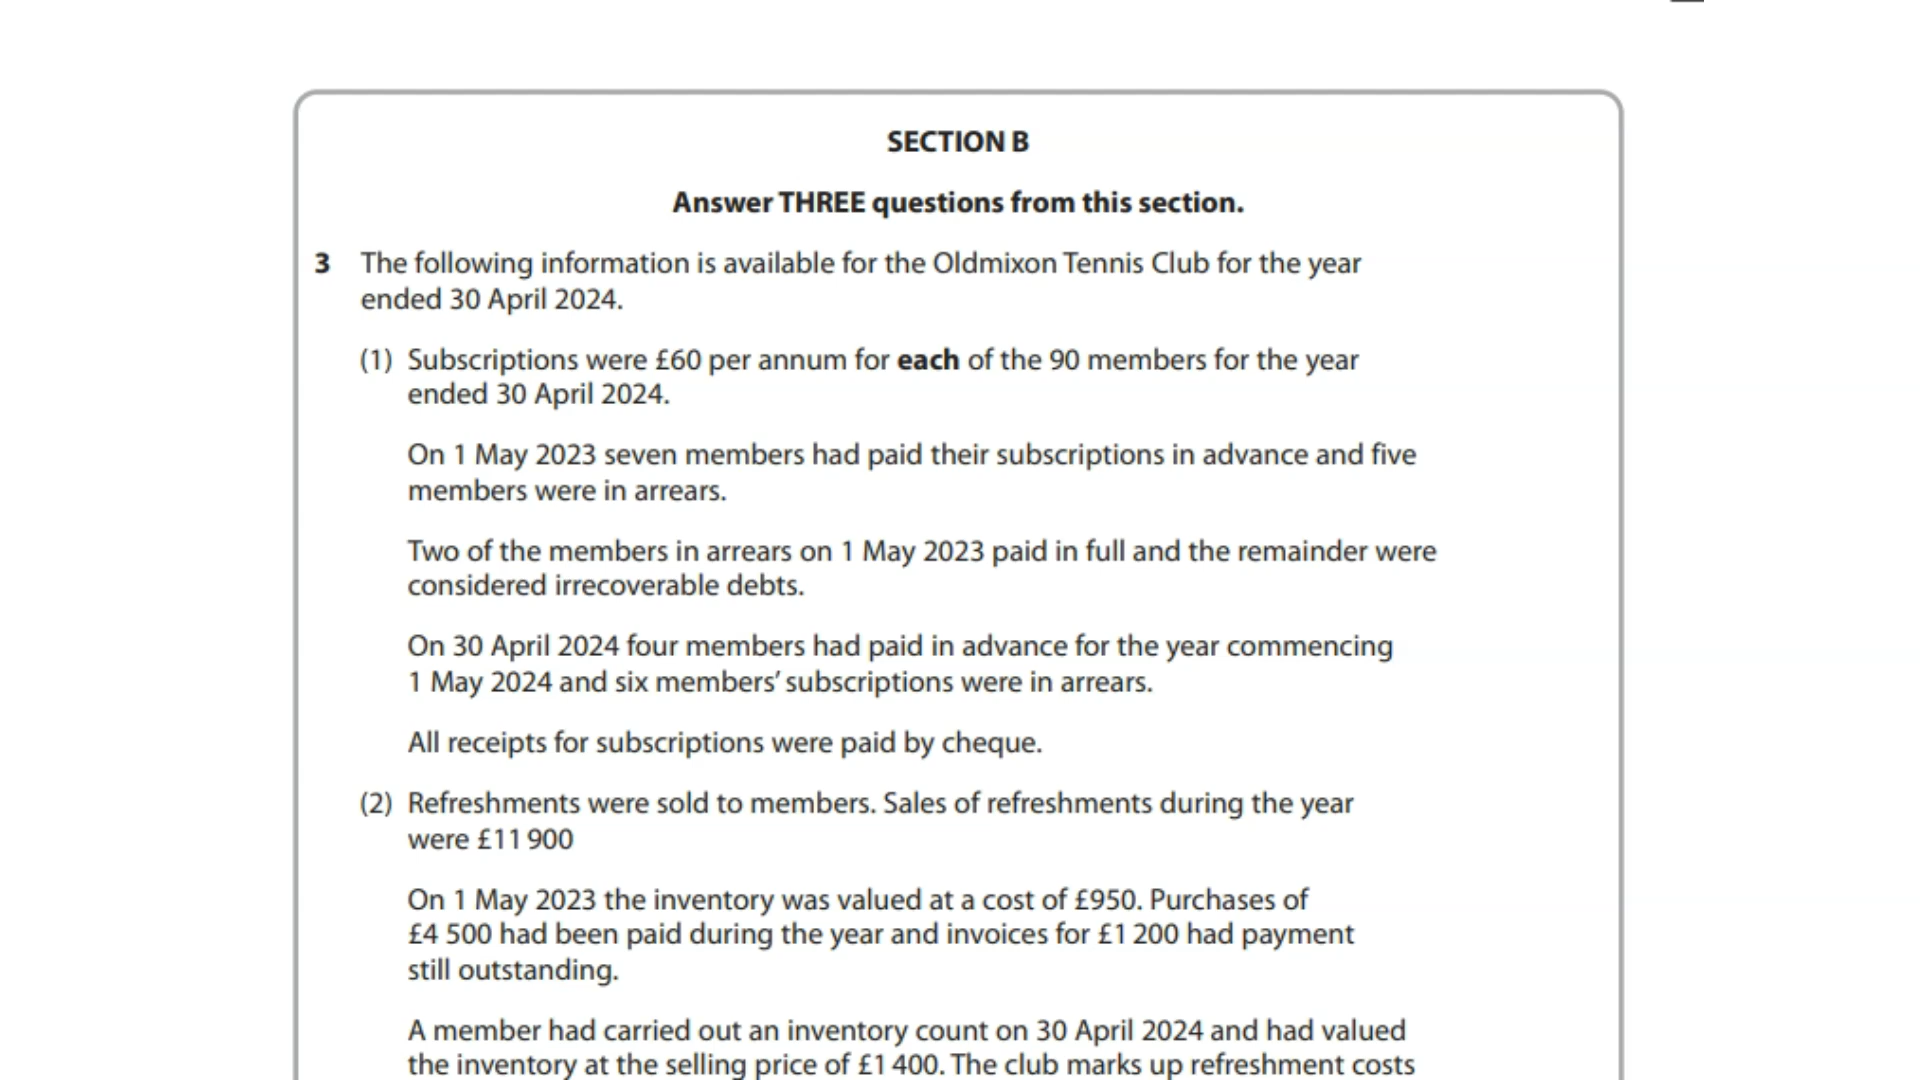 SECTION B
Answer THREE questions from this section.
3 The following information is available for the Oldmixon Tennis Club for the year
ended 30 April 2024.
(1) Subscriptions were £60 per annum for each of the 90 members for the year
ended 30 April 2024.
On 1 May 2023 seven members had paid their subscriptions in advance and five
members were in arrears.
Two of the members in arrears on 1 May 2023 paid in full and the remainder were
considered irrecoverable debts.
On 30 April 2024 four members had paid in advance for the year commencing
1 May 2024 and six members’ subscriptions were in arrears.
All receipts for subscriptions were paid by cheque.
(2) Refreshments were sold to members. Sales of refreshments during the year
were £11 900
On 1 May 2023 the inventory was valued at a cost of £950. Purchases of
£4 500 had been paid during the year and invoices for £1 200 had payment
still outstanding.
A member had carried out an inventory count on 30 April 2024 and had valued
the inventory at the selling price of £1 400. The club marks up refreshment costs